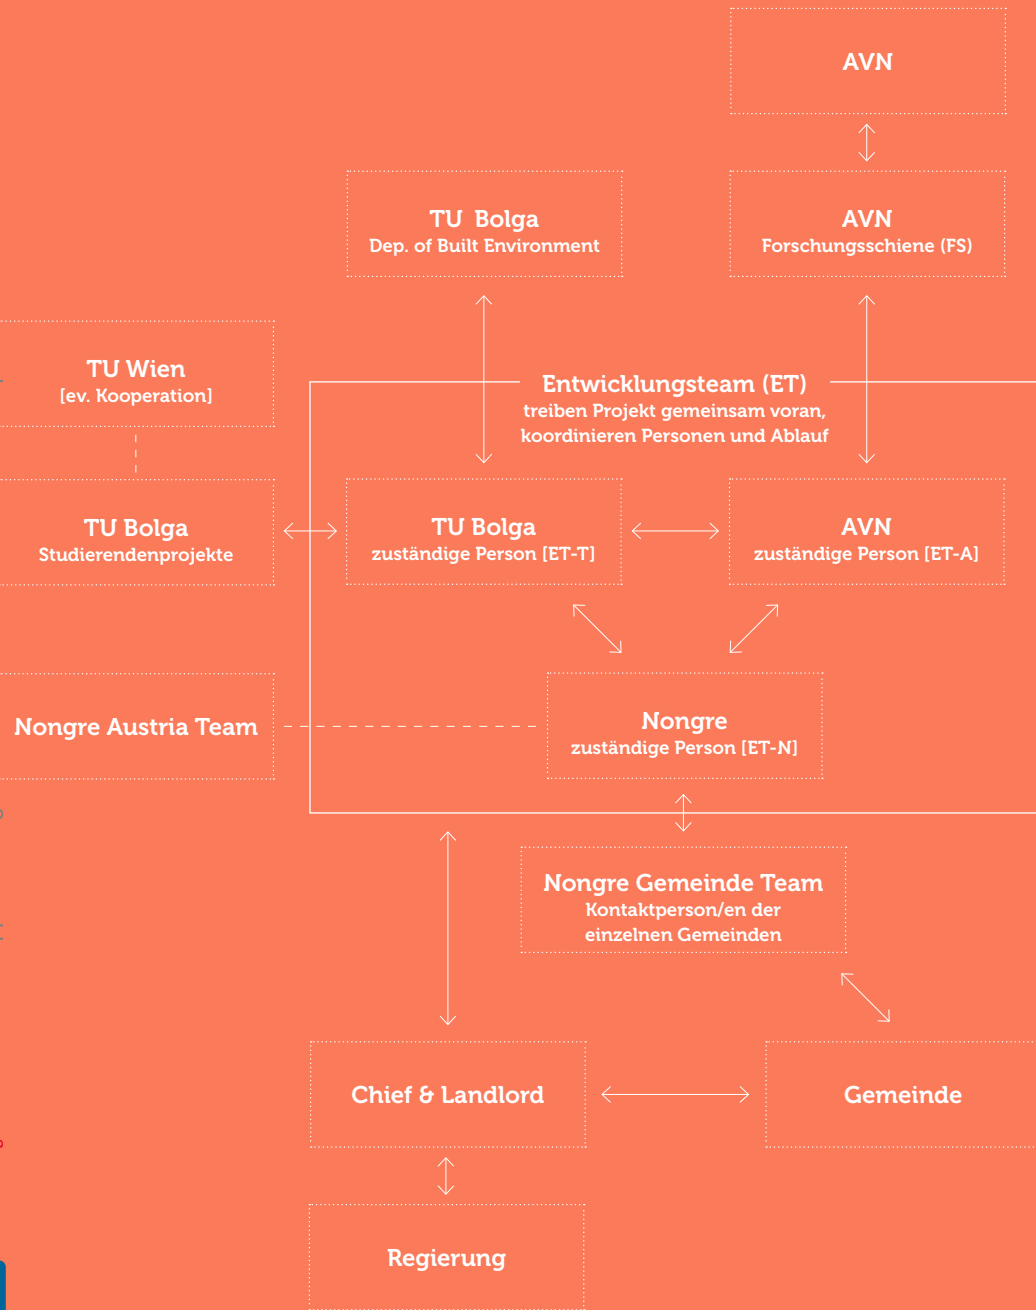 AVN
TU Bolga
Dep. of Built Environment
AVN
Forschungsschiene (FS)
TU Wien
[ev. Kooperation]
Entwicklungsteam (ET)
treiben Projekt gemeinsam voran,
koordinieren Personen und Ablauf
TU Bolga
Studierendenprojekte
TU Bolga
zuständige Person [ET-T]
AVN
zuständige Person [ET-A]
Nongre Austria Team
Nongre
zuständige Person [ET-N]
Nongre Gemeinde Team
Kontaktperson/en der
einzelnen Gemeinden
Chief & Landlord
Gemeinde
Regierung